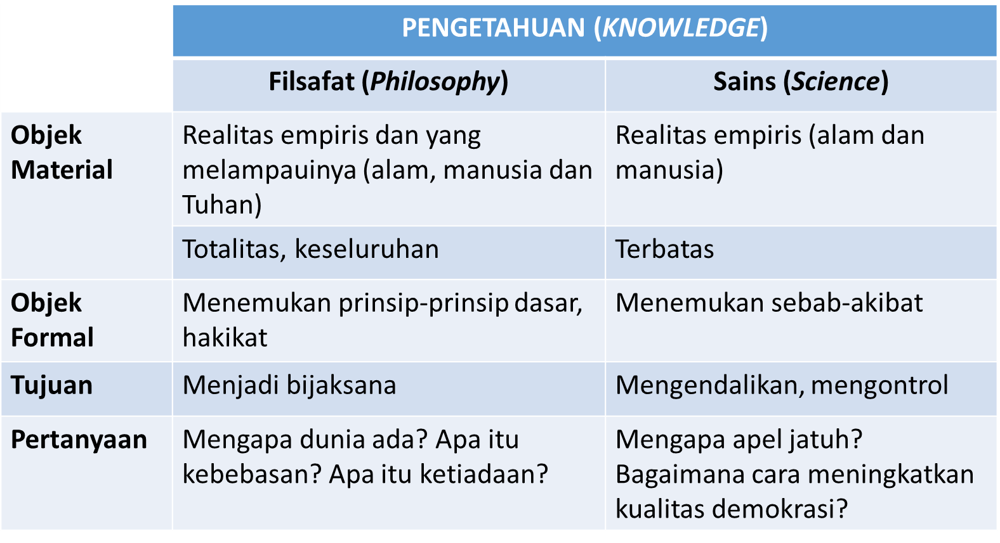 PENGETAHUAN (KNOWLEDGE)
Filsafat (Philosophy)
Sains (Science)
Objek
Material
Realitas empiris dan yang
melampauinya (alam, manusia dan
Tuhan)
Realitas empiris (alam dan
manusia)
Totalitas, keseluruhan
Terbatas
Objek
Formal
Menemukan prinsip-prinsip dasar,
hakikat
Menemukan sebab-akibat
Tujuan
Menjadi bijaksana
Mengendalikan, mengontrol
Pertanyaan
Mengapa dunia ada? Apa itu
kebebasan? Apa itu ketiadaan?
Mengapa apel jatuh?
Bagaimana cara meningkatkan
kualitas demokrasi?